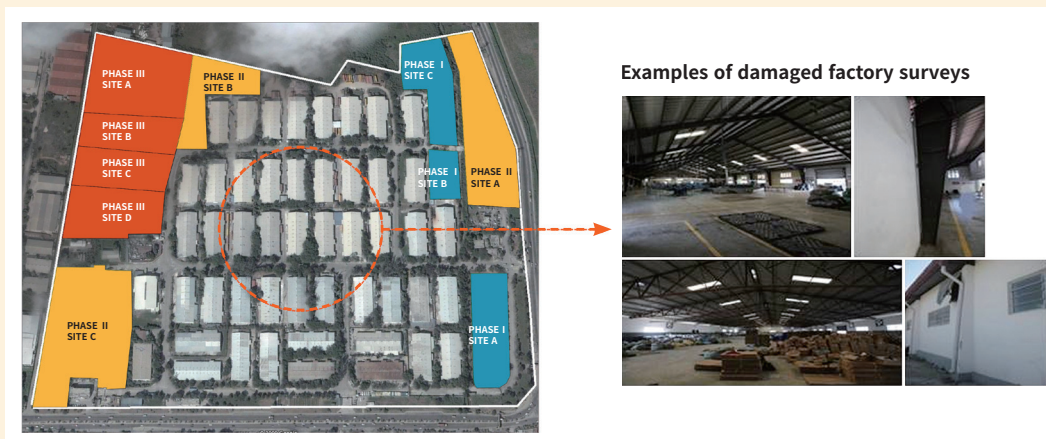 PHASE III
SITE A
PHASE II
SITE B
PHASE I
SITE C
PHASE III
SITE B
PHASE III
SITE C
PHASE I
SITE B
PHASE II
SITE A
PHASE III
SITE D
PHASE II
SITE C
PHASE I
SITE A
Examples of damaged factory surveys